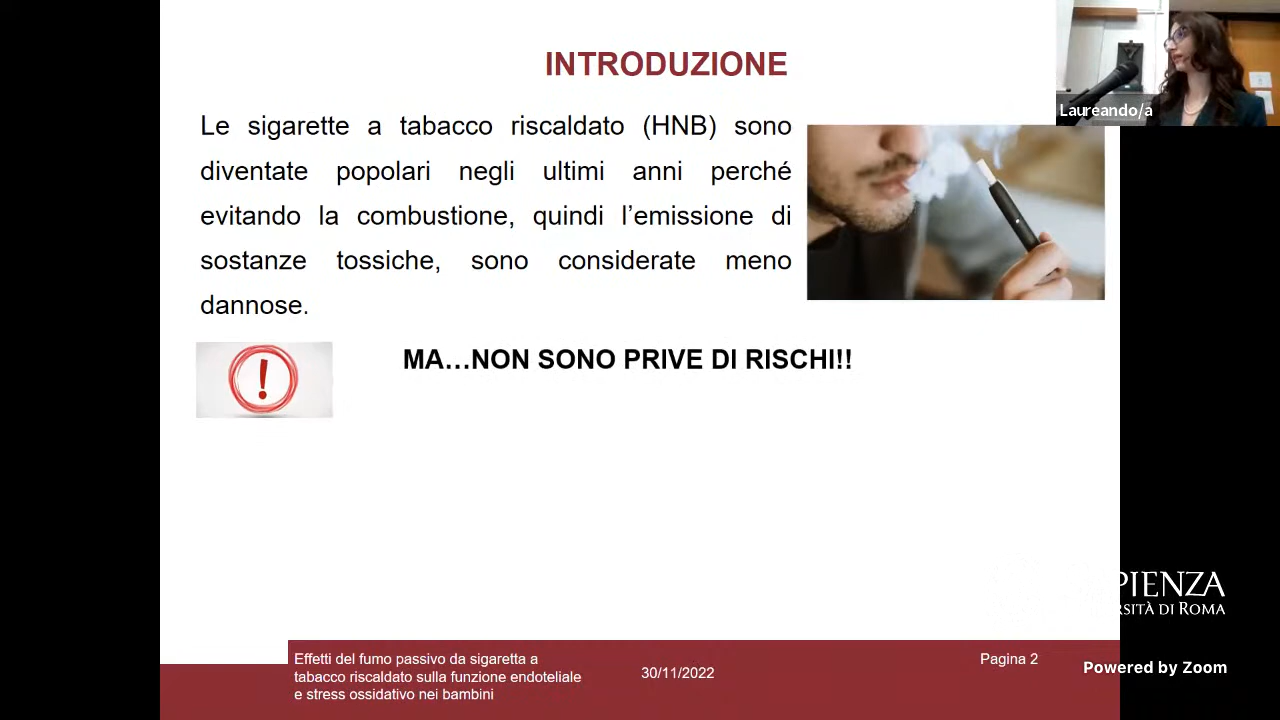 INTRODUZIONE
Laureando/a
Le sigarette a tabacco riscaldato (HNB) sono
diventate popolari negli ultimi anni perché
evitando la combustione, quindi l’emissione di
sostanze tossiche, sono considerate meno
dannose.
MA…NON SONO PRIVE DI RISCHI!!
PIENZA
RSITÀ DI ROMA
Effetti del fumo passivo da sigaretta a
tabacco riscaldato sulla funzione endoteliale
e stress ossidativo nei bambini
30/11/2022
Pagina 2
Powered by Zoom